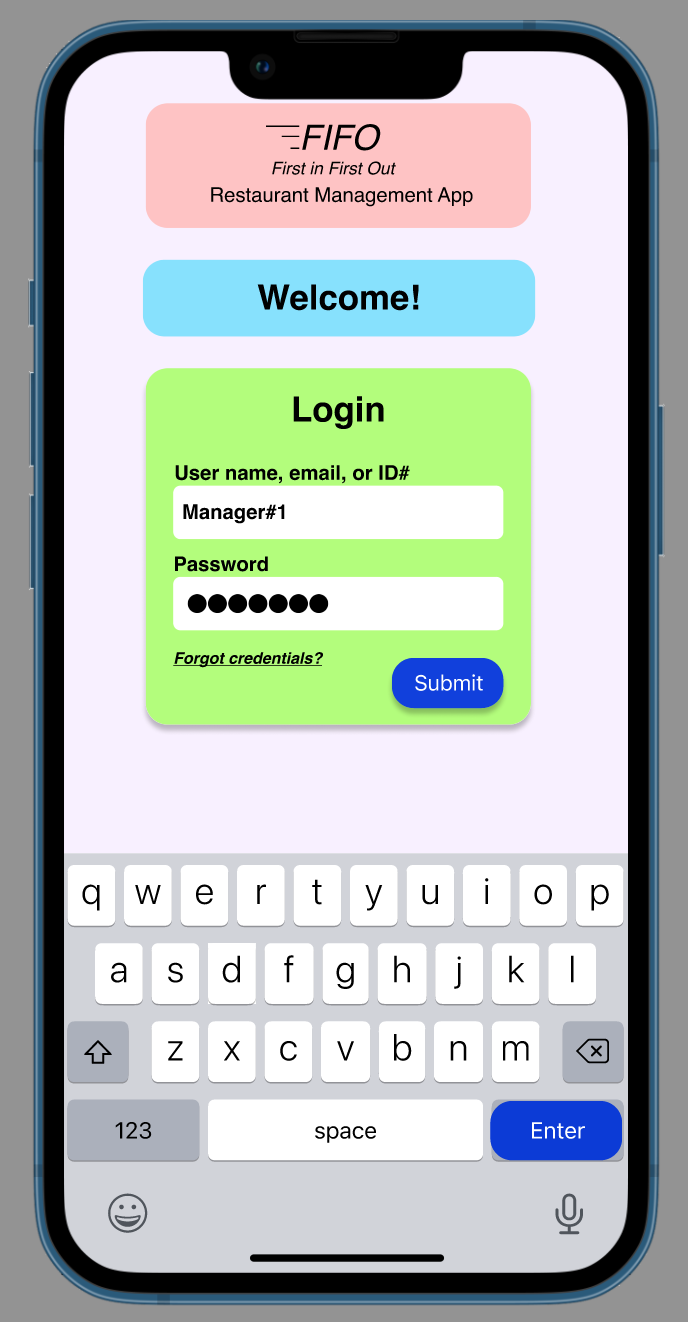 FIFO
First in First Out
Restaurant Management App
Welcome!
Login
User name, email, or ID#
Manager#1
Password
●●●●●●●
Forgot credentials?
Submit
q w e r t y u i o p
a s d f g h j k l
z x c v b n m
123 space Enter